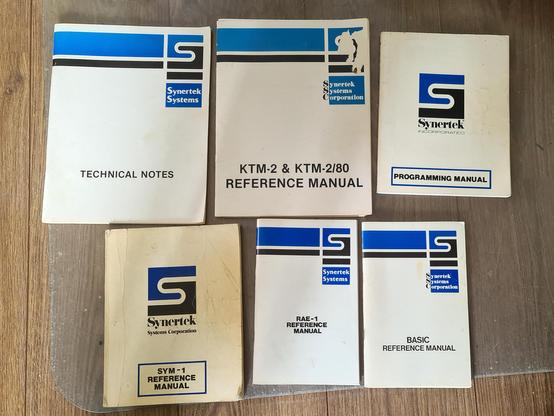 Synertek
Systems
TECHNICAL NOTES
Synertek
Systems
Corporation
KTM-2 & KTM-2/80
REFERENCE MANUAL
Synertek
INCORPORATED
PROGRAMMING MANUAL
Synertek
Systems Corporation
SYM-1
REFERENCE
MANUAL
Synertek
Systems
RAE-1
REFERENCE
MANUAL
Synertek
Systems
Corporation
BASIC
REFERENCE MANUAL